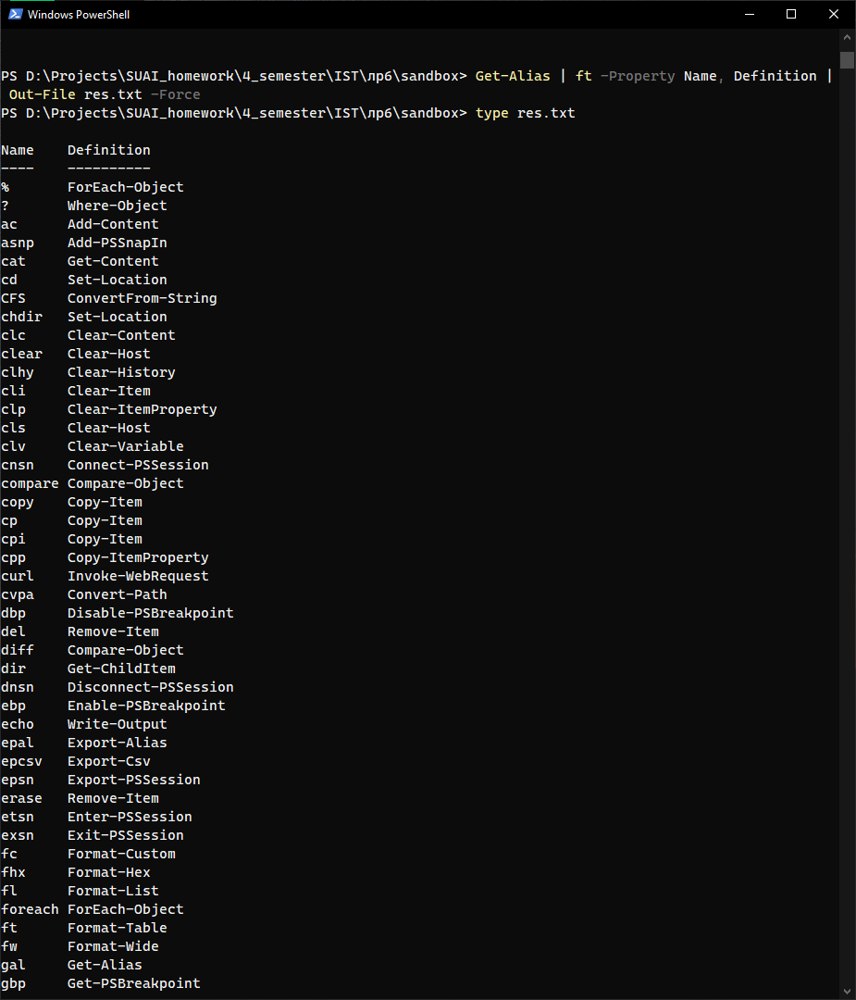 Windows PowerShell
PS D:\Projects\SUAI_homework\4_semester\IST\лр6\sandbox> Get-Alias | ft -Property Name, Definition |
 Out-File res.txt -Force
PS D:\Projects\SUAI_homework\4_semester\IST\лр6\sandbox> type res.txt
Name    Definition
----    ----------
%       ForEach-Object
?       Where-Object
ac      Add-Content
asnp    Add-PSSnapIn
cat     Get-Content
cd      Set-Location
CFS     ConvertFrom-String
chdir   Set-Location
clc     Clear-Content
clear   Clear-Host
clhy    Clear-History
cli     Clear-Item
clp     Clear-ItemProperty
cls     Clear-Host
clv     Clear-Variable
cnsn    Connect-PSSession
compare Compare-Object
copy    Copy-Item
cp      Copy-Item
cpi     Copy-Item
cpp     Copy-ItemProperty
curl    Invoke-WebRequest
cvpa    Convert-Path
dbp     Disable-PSBreakpoint
del     Remove-Item
diff    Compare-Object
dir     Get-ChildItem
dnsn    Disconnect-PSSession
ebp     Enable-PSBreakpoint
echo    Write-Output
epal    Export-Alias
epcsv   Export-Csv
epsn    Export-PSSession
erase   Remove-Item
etsn    Enter-PSSession
exsn    Exit-PSSession
fc      Format-Custom
fhx     Format-Hex
fl      Format-List
foreach ForEach-Object
ft      Format-Table
fw      Format-Wide
gal     Get-Alias
gbp     Get-PSBreakpoint